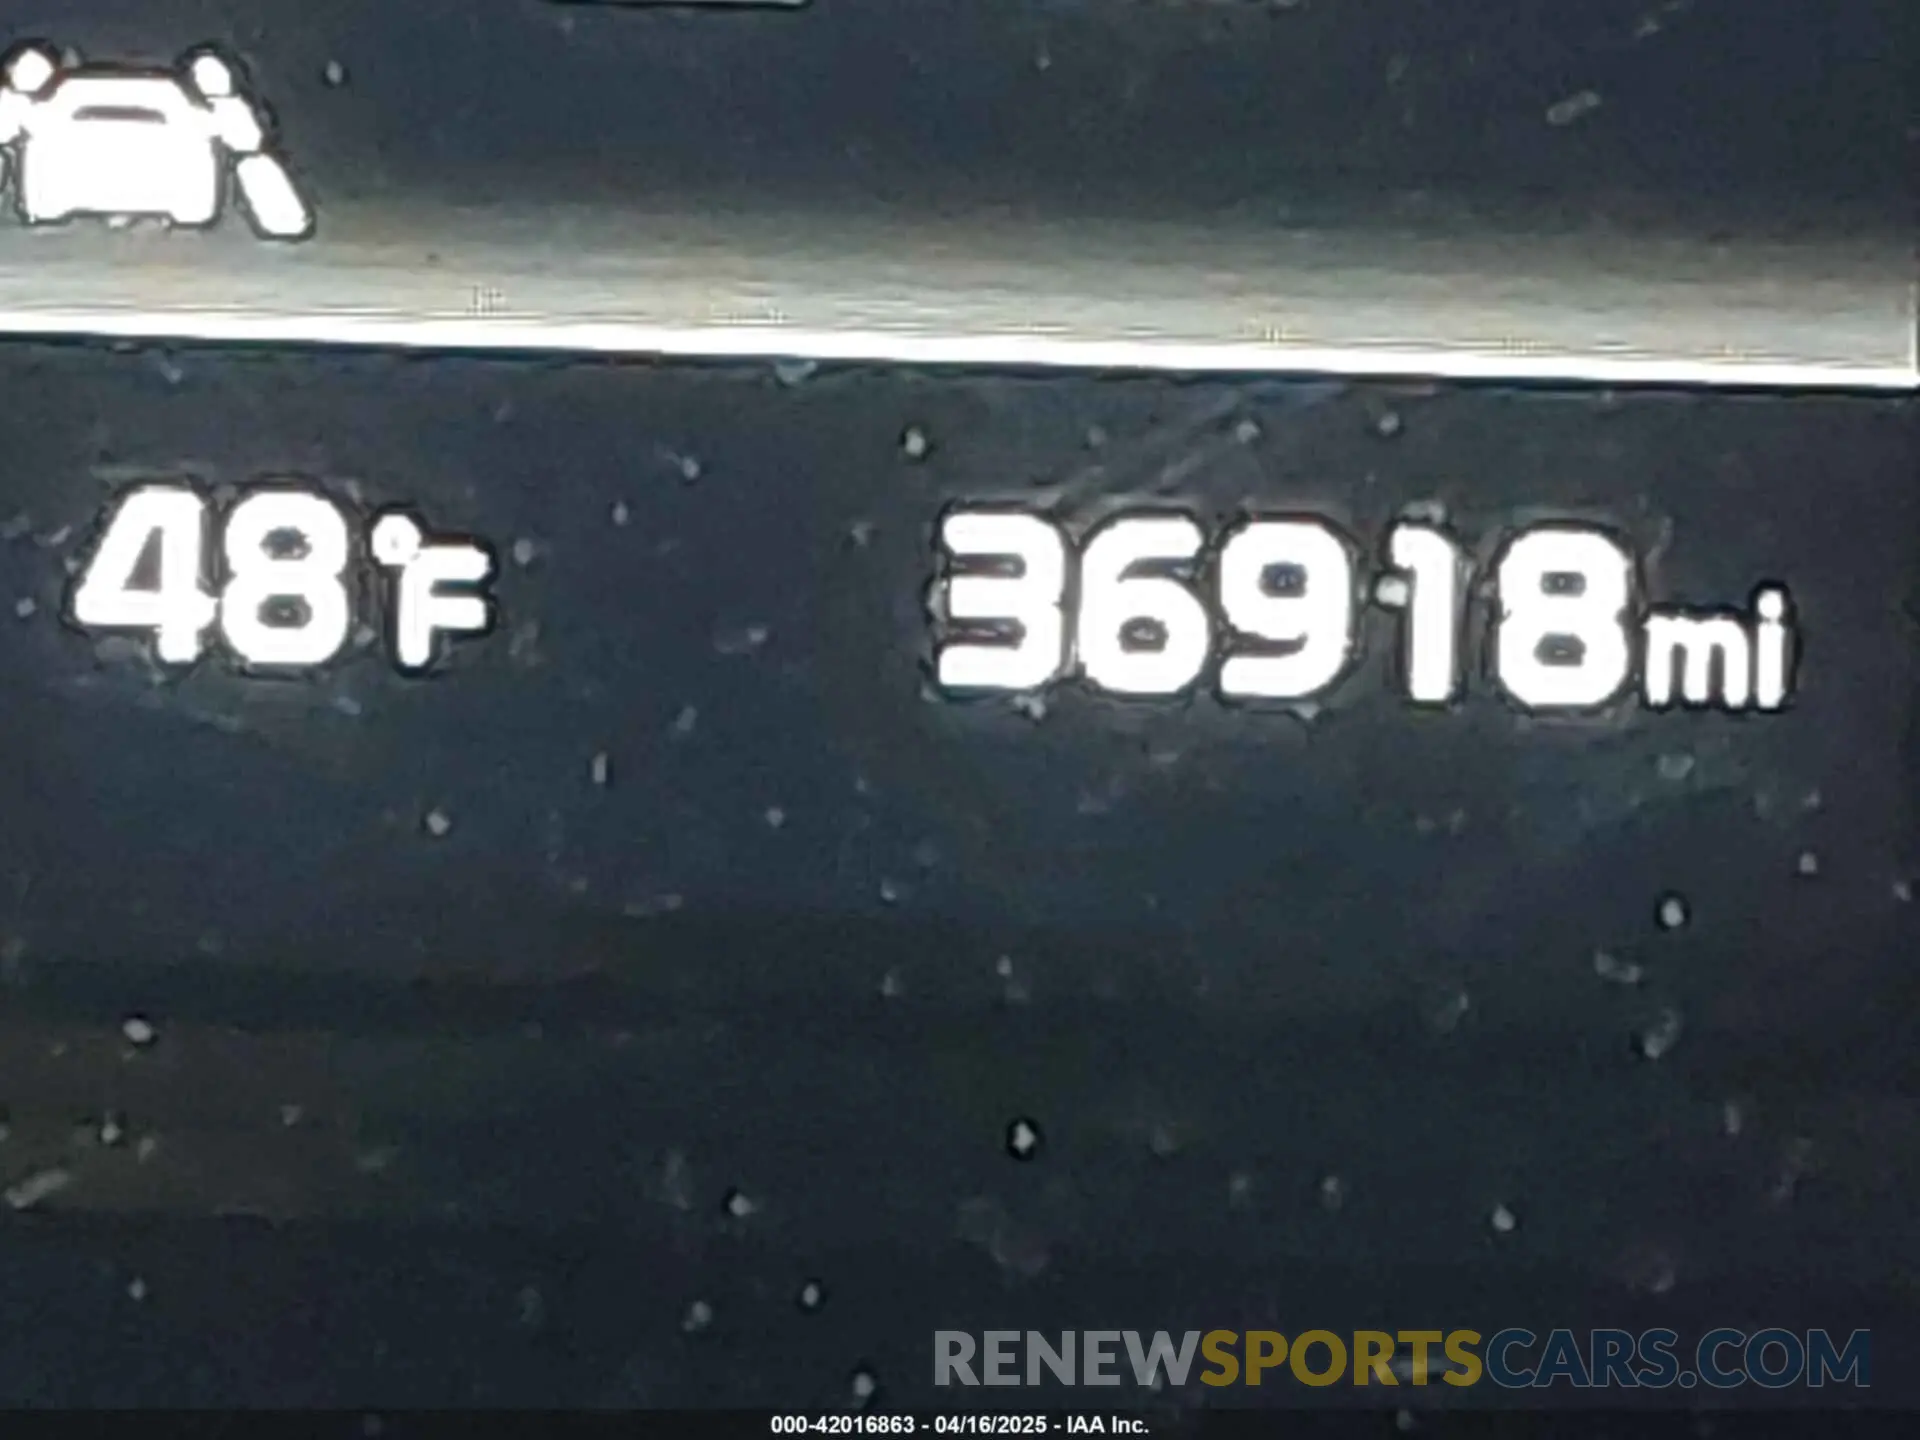 48°F 36918mi
RENEWSPORTSCARS.COM
000-42016863 - 04/16/2025 - IAA Inc.